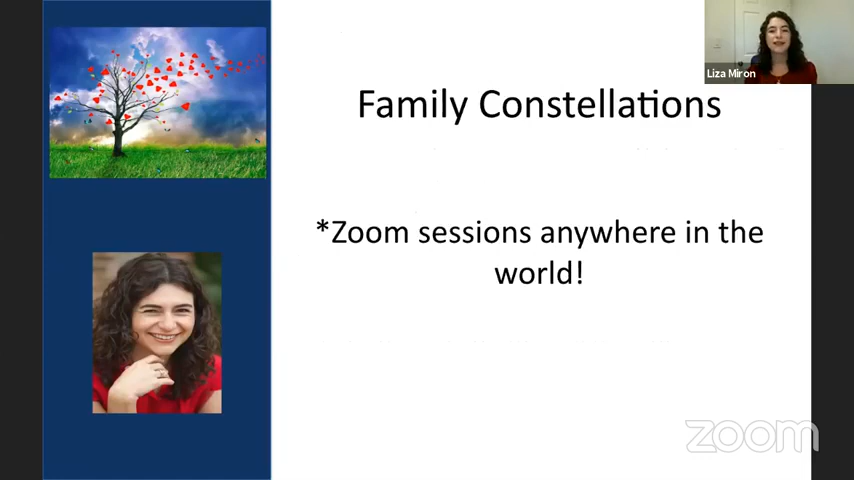 Liza Miron
Family Constellations
*Zoom sessions anywhere in the
world!
zoom